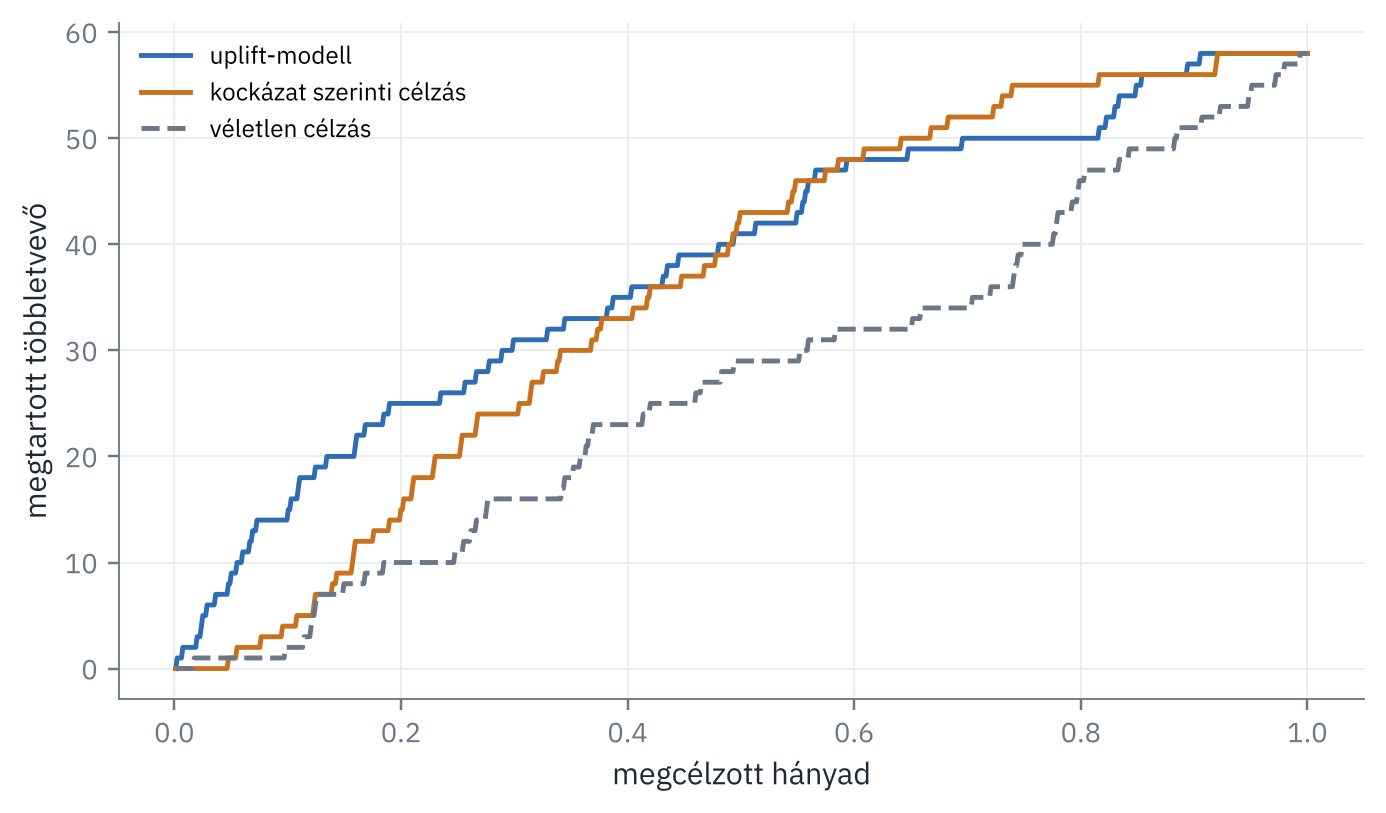 uplift-modell
kockázat szerinti célzás
véletlen célzás
60
50
40
30
20
10
0
megtartott többletvevő
0.0 0.2 0.4 0.6 0.8 1.0
megcélzott hányad